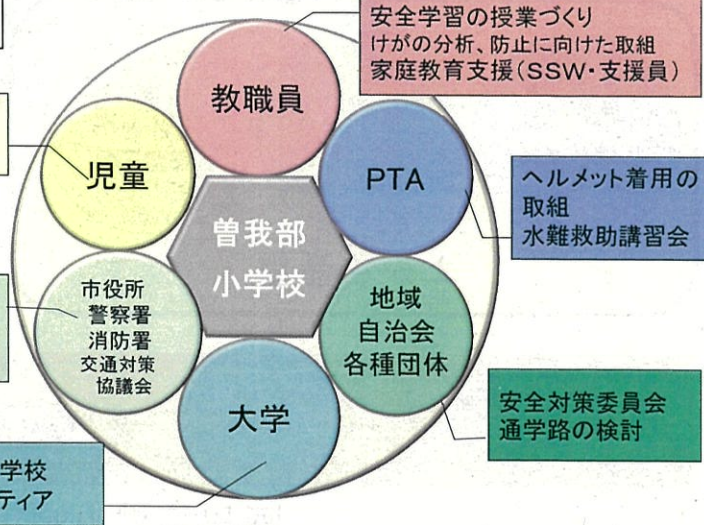 安全学習の授業づくり
けがの分析、防止に向けた取組
家庭教育支援(SSW・支援員)
教職員
児童
PTA
ヘルメット着用の
取組
水難救助講習会
曽我部
小学校
市役所
警察署
消防署
交通対策
協議会
地域
自治会
各種団体
大学
安全対策委員会
通学路の検討
学校
ティア